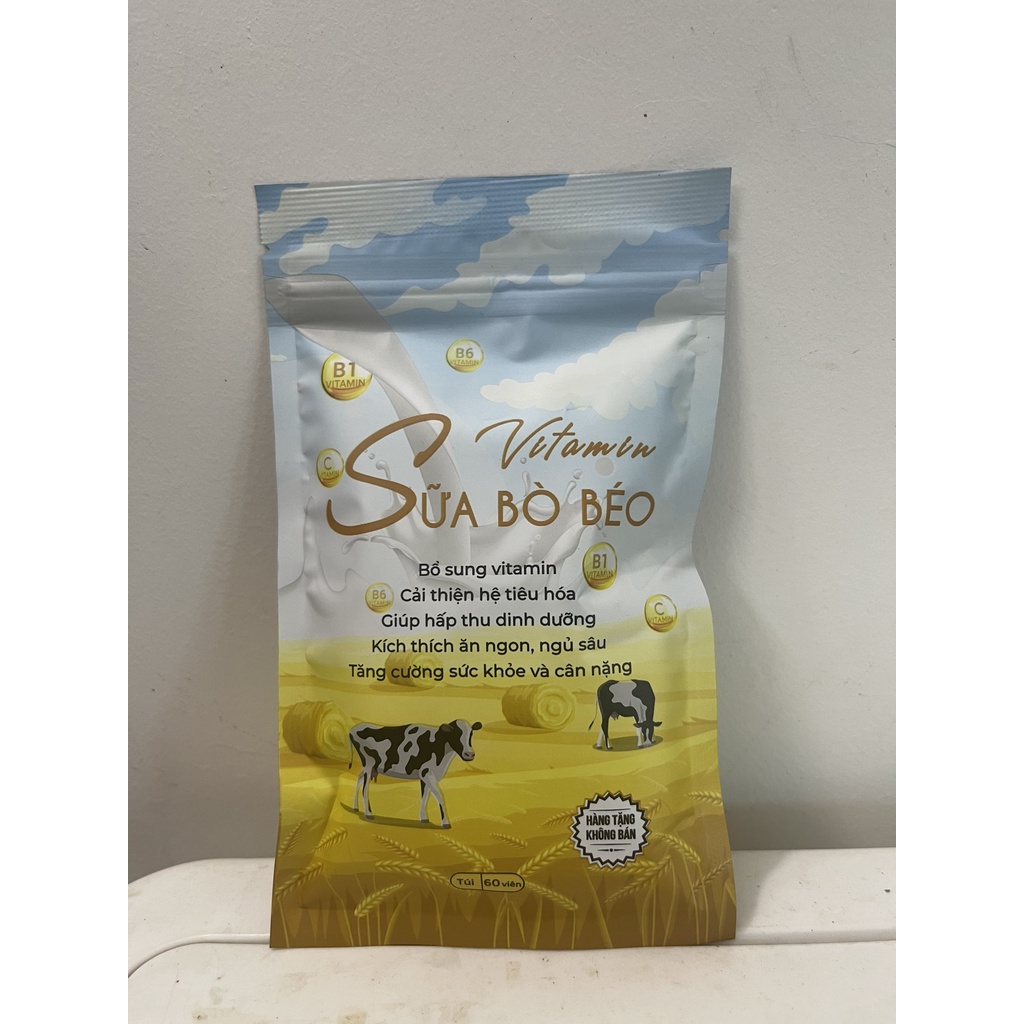 B6
VITAMIN
B1
VITAMIN
Vitamin
C
VITAMIN
SỮA BÒ BÉO
Bổ sung vitamin
B1
VITAMIN
B6
VITAMIN
Cải thiện hệ tiêu hóa
Giúp hấp thu dinh dưỡng
C
VITAMIN
Kích thích ăn ngon, ngủ sâu
Tăng cường sức khỏe và cân nặng
HÀNG TẶNG
KHÔNG BÁN
Túi 60 viên